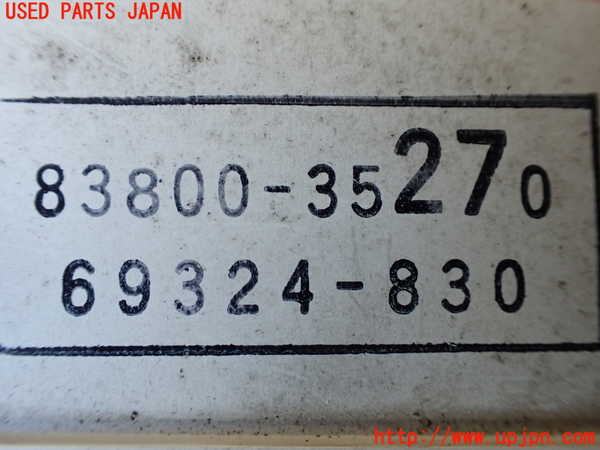 USED PARTS JAPAN
83800-35270
69324-830
http://www.upjpn.com/